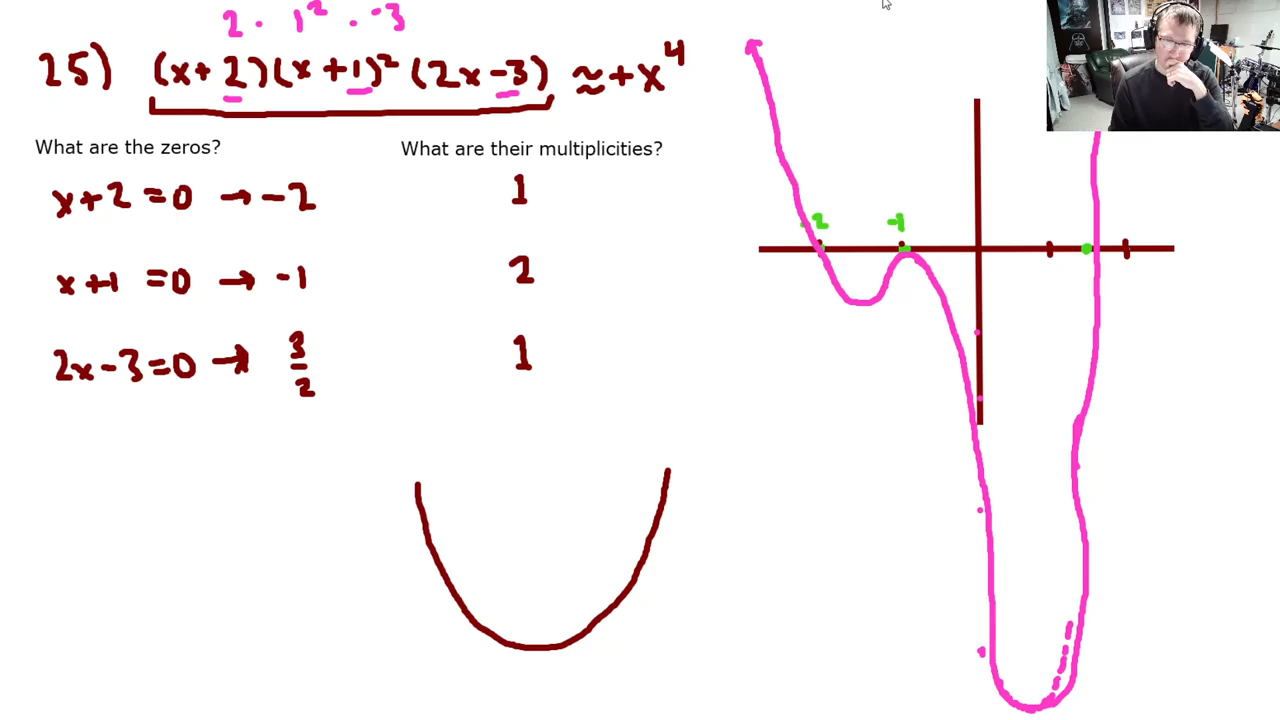 2 · 1² · -3
25) (x+2)(x+1)²(2x-3) ≈ +x⁴
What are the zeros? What are their multiplicities?
x+2=0 → -2 1
x+1=0 → -1 2
2x-3=0 → 3/2 1
-2 -1